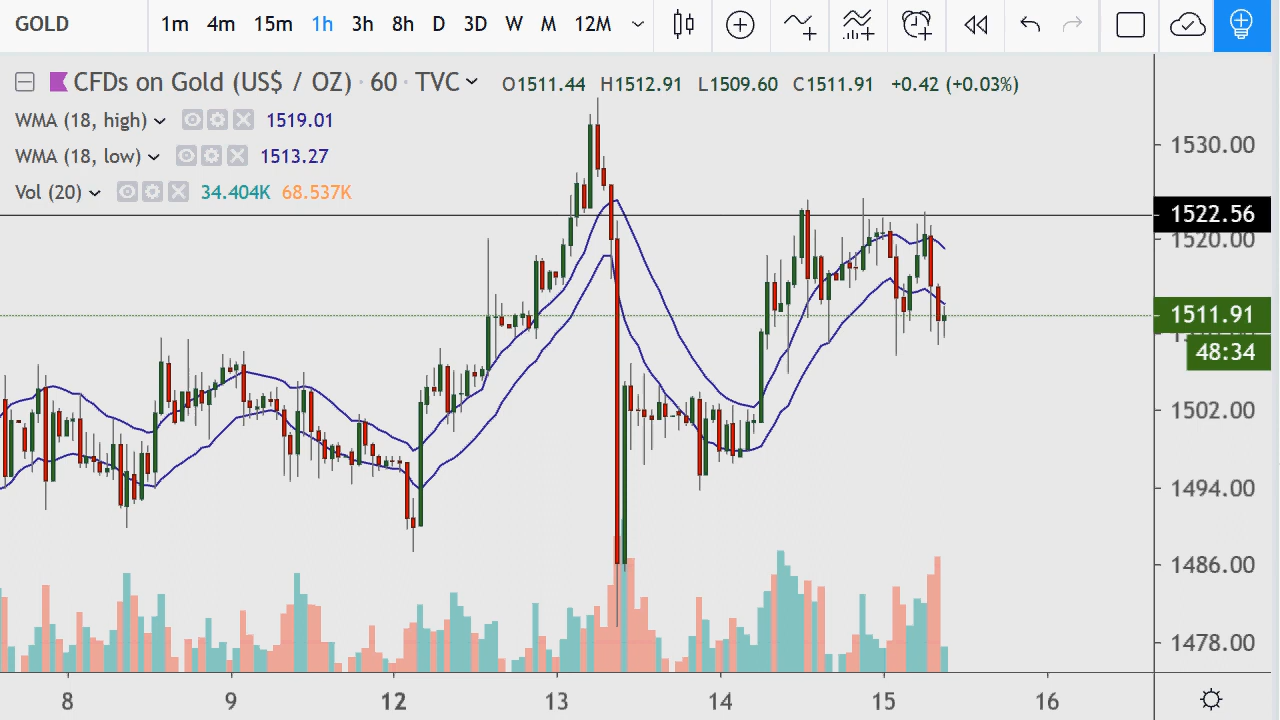 GOLD 1m 4m 15m 1h 3h 8h D 3D W M 12M
CFDs on Gold (US$ / OZ) · 60 · TVC O1511.44 H1512.91 L1509.60 C1511.91 +0.42 (+0.03%)
WMA (18, high) 1519.01
WMA (18, low) 1513.27
Vol (20) 34.404K 68.537K
1530.00
1522.56
1520.00
1511.91
48:34
1502.00
1494.00
1486.00
1478.00
8 9 12 13 14 15 16